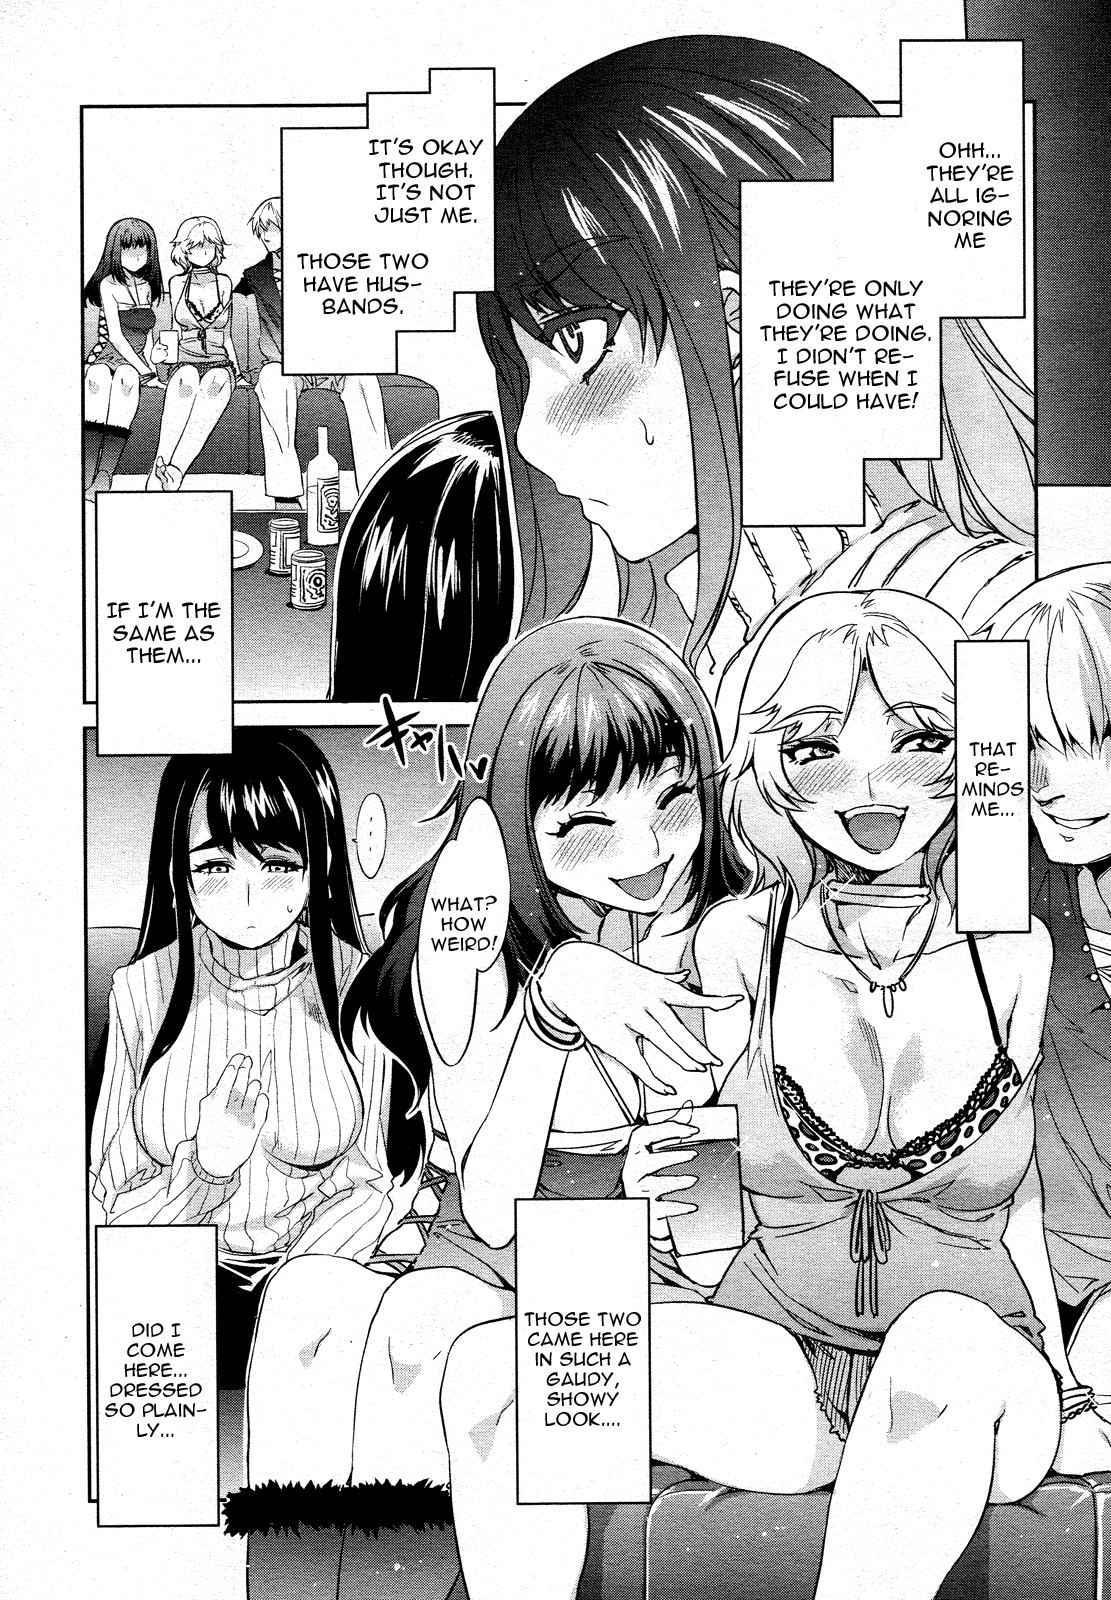 OHH...
THEY'RE
ALL IG-
NORING
ME
THEY'RE ONLY
DOING WHAT
THEY'RE DOING.
I DIDN'T RE-
FUSE WHEN I
COULD HAVE!
IT'S OKAY
THOUGH.
IT'S NOT
JUST ME.
THOSE TWO
HAVE HUS-
BANDS.
IF I'M THE
SAME AS
THEM...
THAT
RE-
MINDS
ME...
キャハ♥
WHAT?
HOW
WEIRD!
....
THOSE TWO
CAME HERE
IN SUCH A
GAUDY,
SHOWY
LOOK....
DID I
COME
HERE...
DRESSED
SO PLAIN-
LY...